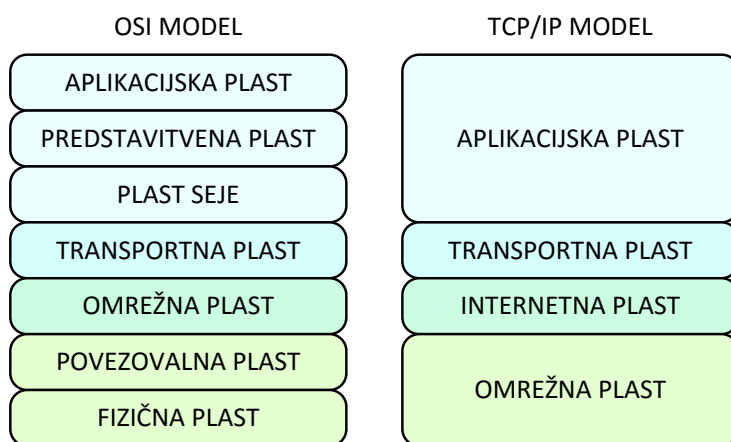 OSI MODEL
APLIKACIJSKA PLAST
PREDSTAVITVENA PLAST
PLAST SEJE
TRANSPORTNA PLAST
OMREŽNA PLAST
POVEZOVALNA PLAST
FIZIČNA PLAST
TCP/IP MODEL
APLIKACIJSKA PLAST
TRANSPORTNA PLAST
INTERNETNA PLAST
OMREŽNA PLAST